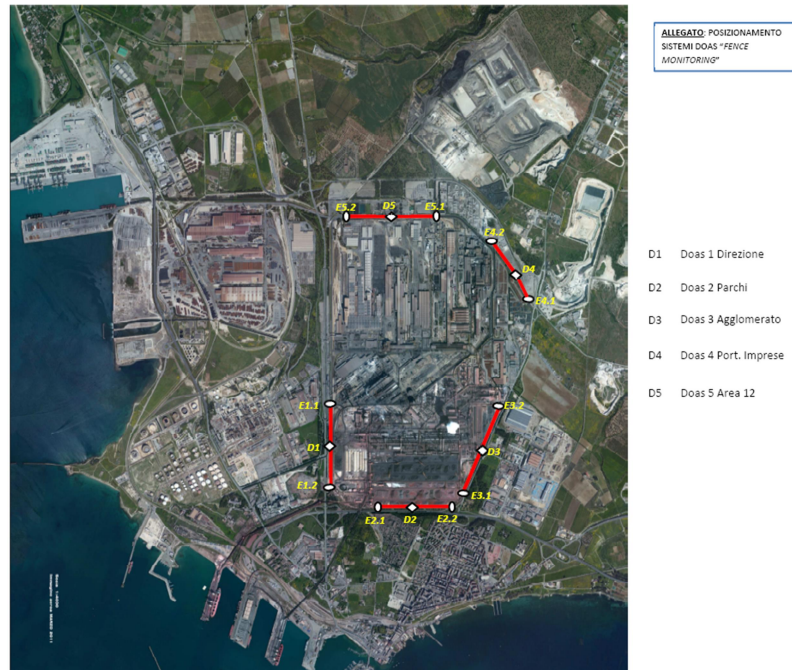 ALLEGATO: POSIZIONAMENTO
SISTEMI DOAS "FENCE
MONITORING"
E5.2
D5
E5.1
E4.2
D4
E4.1
D1 Doas 1 Direzione
D2 Doas 2 Parchi
D3 Doas 3 Agglomerato
D4 Doas 4 Port. Imprese
D5 Doas 5 Area 12
E1.1
E3.2
D1
D3
E1.2
E3.1
E2.1
D2
E2.2